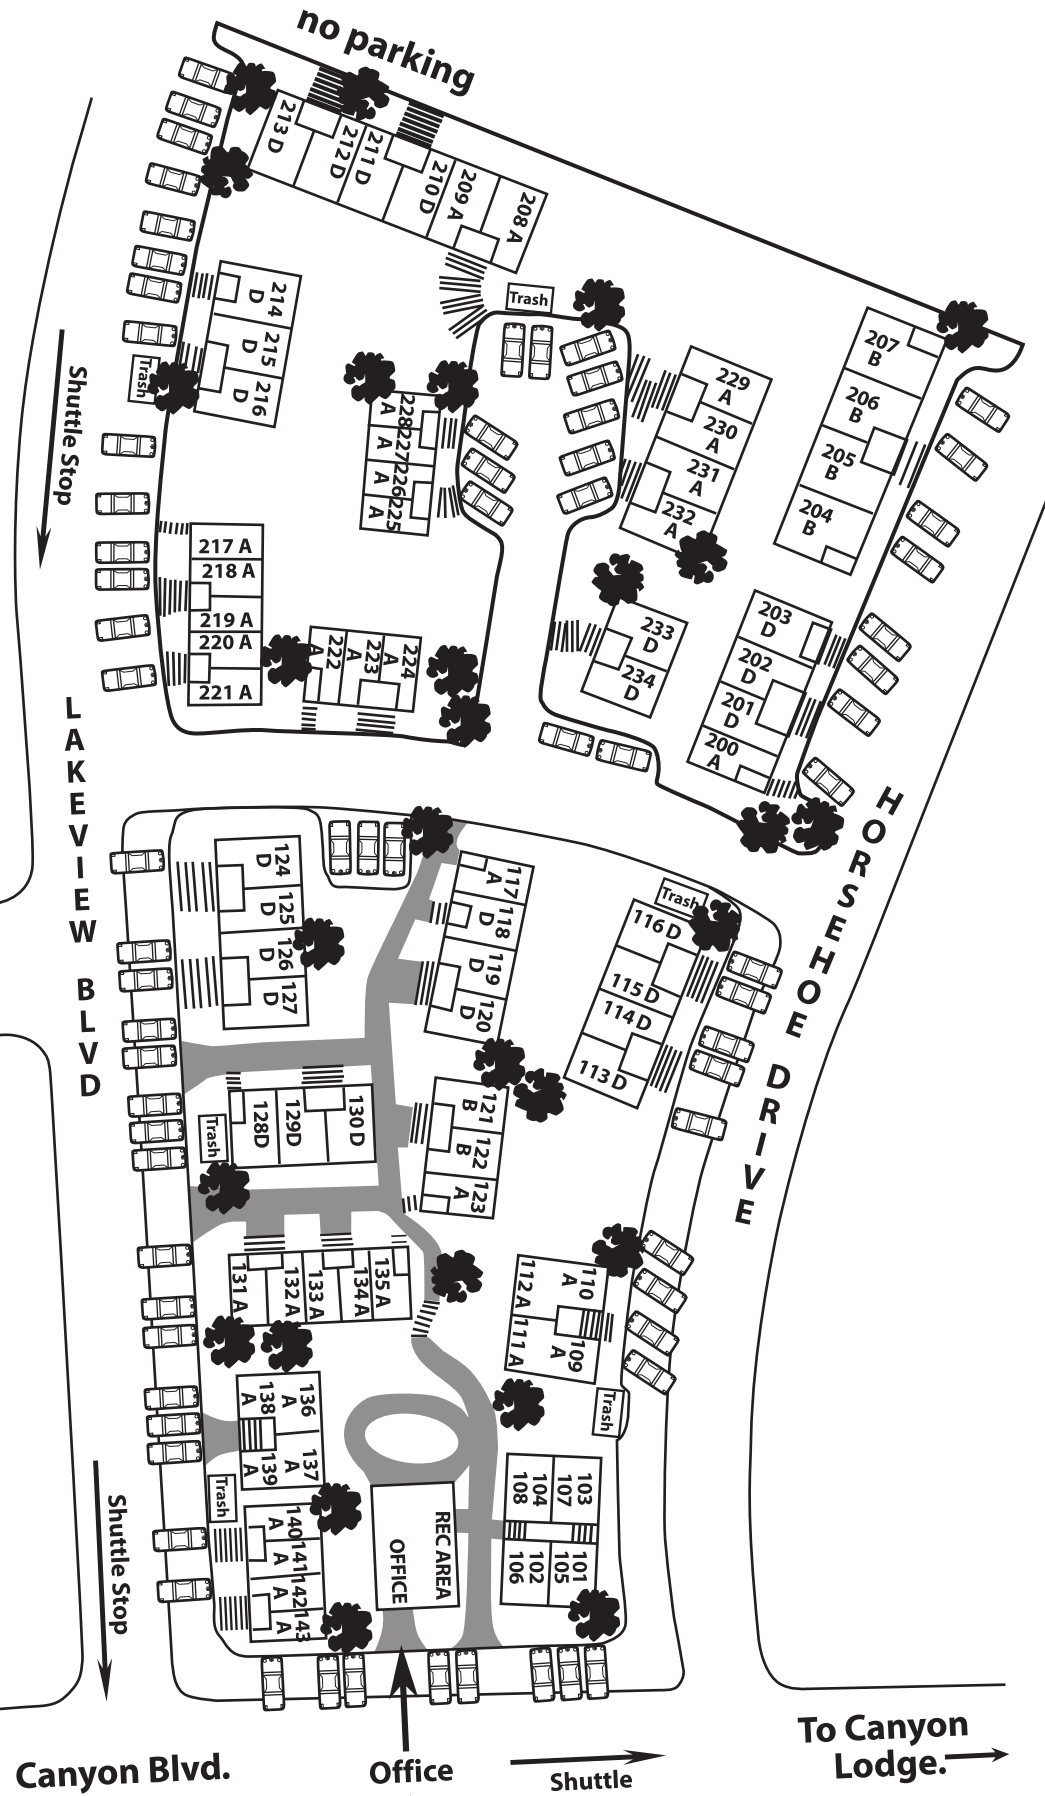 no parking
213 D
212 D
211 D
210 D
209 A
208 A
Trash
214
D
215
D
216
D
Trash
Shuttle Stop
228
A
227
A
226
A
225
A
229
A
230
A
231
A
232
A
207
B
206
B
205
B
204
B
217 A
218 A
219 A
220 A
221 A
222
A
223
A
224
A
233
D
234
D
203
D
202
D
201
D
200
A
LAKEVIEW BLVD
HORSEHOE DRIVE
124
D
125
D
126
D
127
D
117
A
118
D
119
D
120
D
Trash
116 D
115 D
114 D
113 D
128D
129D
130 D
Trash
121
B
122
B
123
A
131 A
132 A
133 A
134 A
135 A
112 A
110
A
111 A
109
A
Trash
138
A
136
A
139
A
137
A
Trash
140
A
141
A
142
A
143
A
OFFICE
REC AREA
108
104
107
103
106
102
105
101
Shuttle Stop
Canyon Blvd.
Office
Shuttle
To Canyon
Lodge.